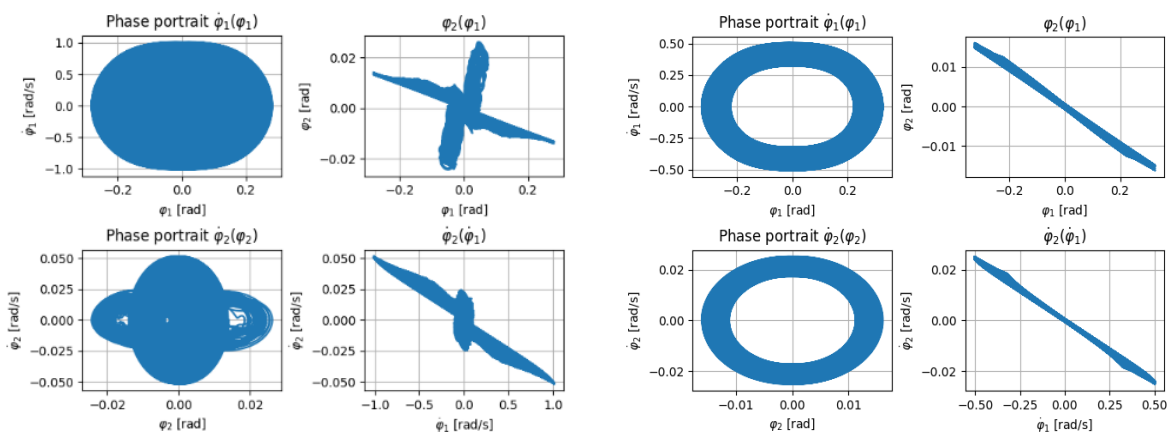 Phase portrait φ̇₁(φ₁)
1.0
0.5
0.0
−0.5
−1.0
φ̇₁ [rad/s]
−0.2 0.0 0.2
φ₁ [rad]
φ₂(φ₁)
0.02
0.00
−0.02
φ₂ [rad]
−0.2 0.0 0.2
φ₁ [rad]
Phase portrait φ̇₁(φ₁)
0.50
0.25
0.00
−0.25
−0.50
φ̇₁ [rad/s]
−0.2 0.0 0.2
φ₁ [rad]
φ₂(φ₁)
0.01
0.00
−0.01
φ₂ [rad]
−0.2 0.0 0.2
φ₁ [rad]
Phase portrait φ̇₂(φ₂)
0.050
0.025
0.000
−0.025
−0.050
φ̇₂ [rad/s]
−0.02 0.00 0.02
φ₂ [rad]
φ̇₂(φ̇₁)
0.050
0.025
0.000
−0.025
−0.050
φ̇₂ [rad/s]
−1.0 −0.5 0.0 0.5 1.0
φ̇₁ [rad/s]
Phase portrait φ̇₂(φ₂)
0.02
0.00
−0.02
φ̇₂ [rad/s]
−0.01 0.00 0.01
φ₂ [rad]
φ̇₂(φ̇₁)
0.02
0.00
−0.02
φ̇₂ [rad/s]
−0.50 −0.25 0.00 0.25 0.50
φ̇₁ [rad/s]